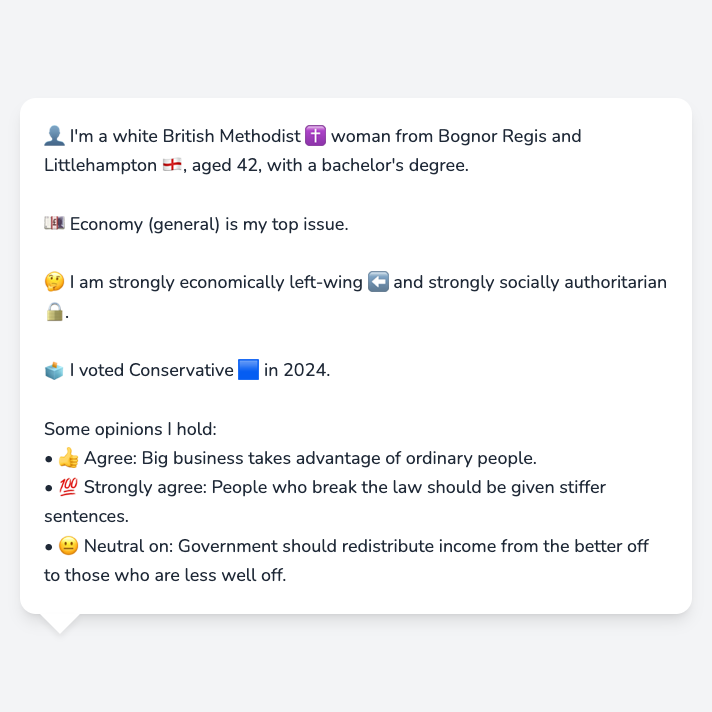 👤 I'm a white British Methodist ✝️ woman from Bognor Regis and
Littlehampton 🏴󠁧󠁢󠁥󠁮󠁧󠁿, aged 42, with a bachelor's degree.
💷 Economy (general) is my top issue.
🤔 I am strongly economically left-wing ⬅️ and strongly socially authoritarian
🔒.
🗳️ I voted Conservative 🟦 in 2024.
Some opinions I hold:
• 👍 Agree: Big business takes advantage of ordinary people.
• 💯 Strongly agree: People who break the law should be given stiffer
sentences.
• 😐 Neutral on: Government should redistribute income from the better off
to those who are less well off.